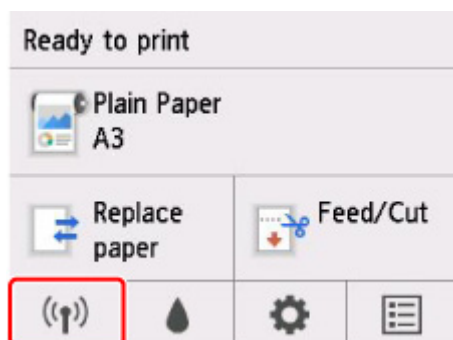 Ready to print
Plain Paper
A3
Replace
paper
Feed/Cut